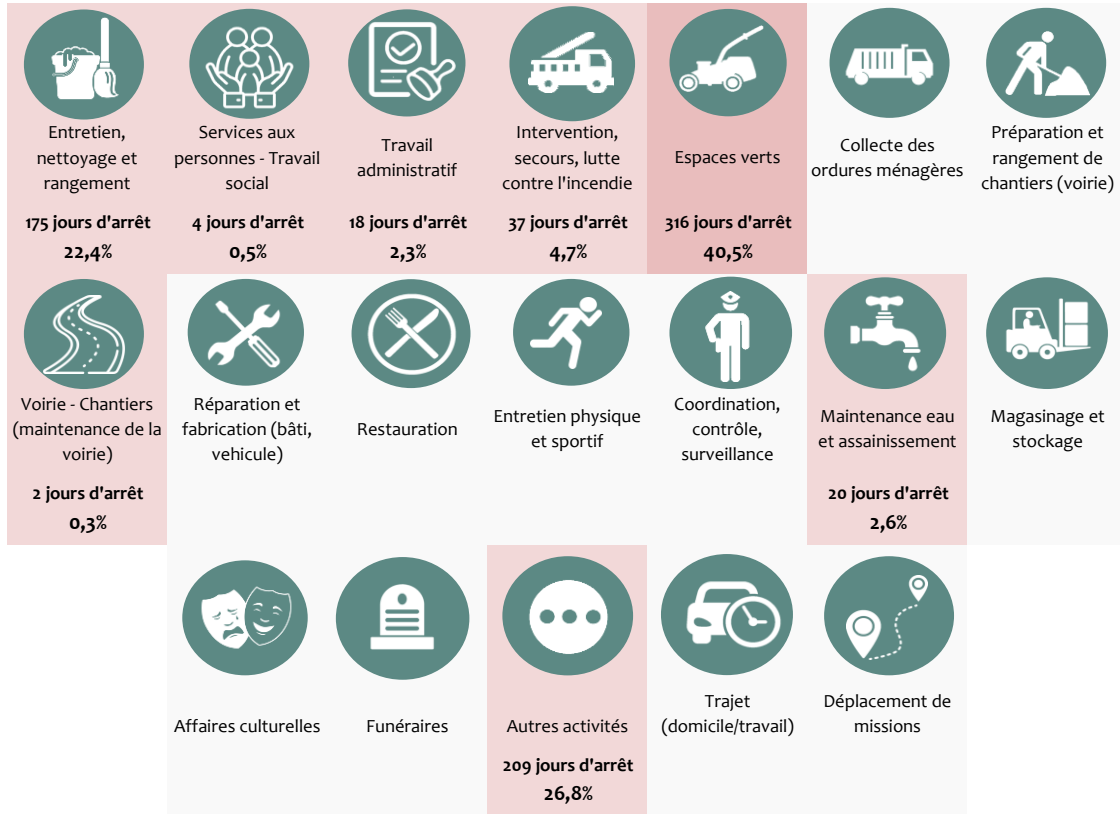 Entretien,
nettoyage et
rangement
175 jours d'arrêt
22,4%
Services aux
personnes - Travail
social
4 jours d'arrêt
0,5%
Travail
administratif
18 jours d'arrêt
2,3%
Intervention,
secours, lutte
contre l'incendie
37 jours d'arrêt
4,7%
Espaces verts
316 jours d'arrêt
40,5%
Collecte des
ordures ménagères
Préparation et
rangement de
chantiers (voirie)
Voirie - Chantiers
(maintenance de la
voirie)
2 jours d'arrêt
0,3%
Réparation et
fabrication (bâti,
vehicule)
Restauration
Entretien physique
et sportif
Coordination,
contrôle,
surveillance
Maintenance eau
et assainissement
20 jours d'arrêt
2,6%
Magasinage et
stockage
Affaires culturelles
Funéraires
Autres activités
209 jours d'arrêt
26,8%
Trajet
(domicile/travail)
Déplacement de
missions